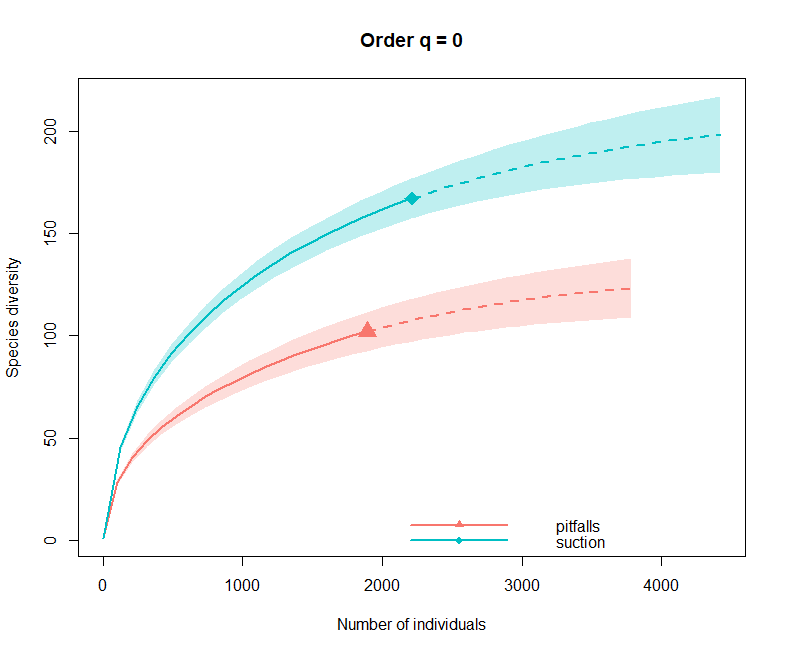 Order q = 0
Species diversity
200
150
100
50
0
pitfalls
suction
0 1000 2000 3000 4000
Number of individuals